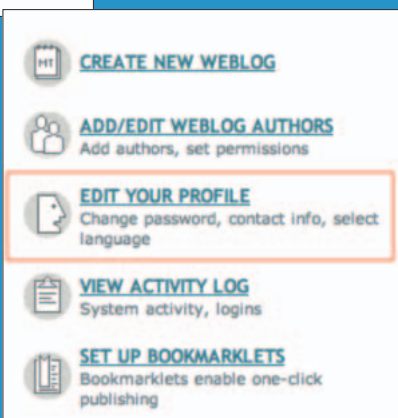 MT
CREATE NEW WEBLOG
ADD/EDIT WEBLOG AUTHORS
Add authors, set permissions
EDIT YOUR PROFILE
Change password, contact info, select
language
VIEW ACTIVITY LOG
System activity, logins
SET UP BOOKMARKLETS
Bookmarklets enable one-click
publishing